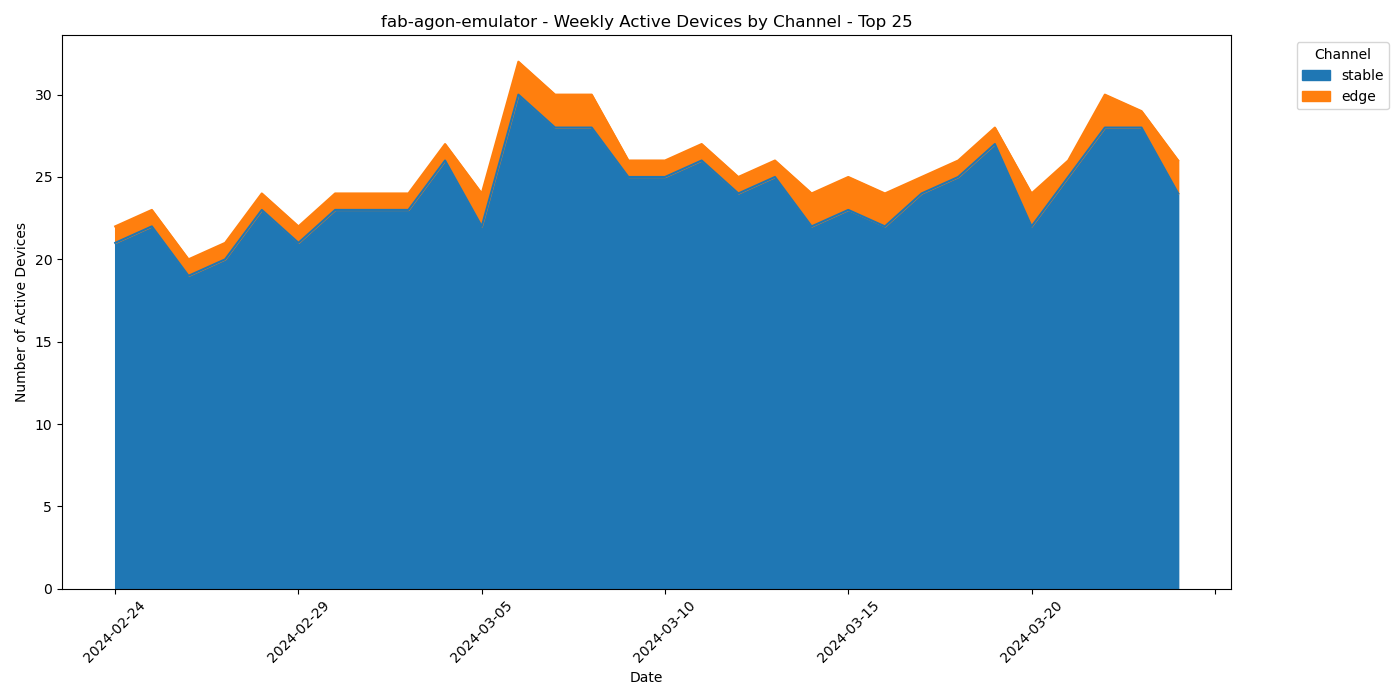 fab-agon-emulator - Weekly Active Devices by Channel - Top 25
Channel
stable
edge
Number of Active Devices
30
25
20
15
10
5
0
2024-02-24
2024-02-29
2024-03-05
2024-03-10
2024-03-15
2024-03-20
Date